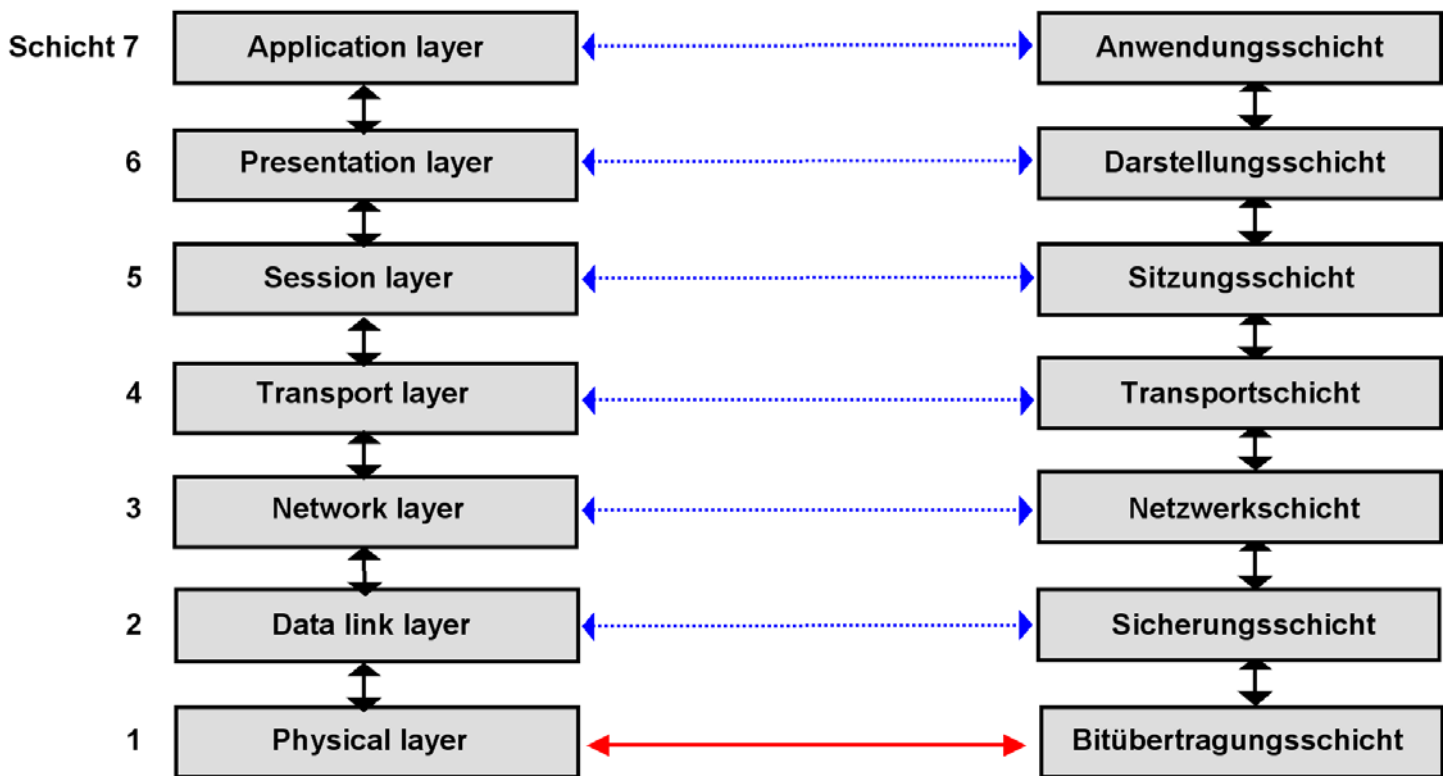 Schicht 7 Application layer Anwendungsschicht
6 Presentation layer Darstellungsschicht
5 Session layer Sitzungsschicht
4 Transport layer Transportschicht
3 Network layer Netzwerkschicht
2 Data link layer Sicherungsschicht
1 Physical layer Bitübertragungsschicht